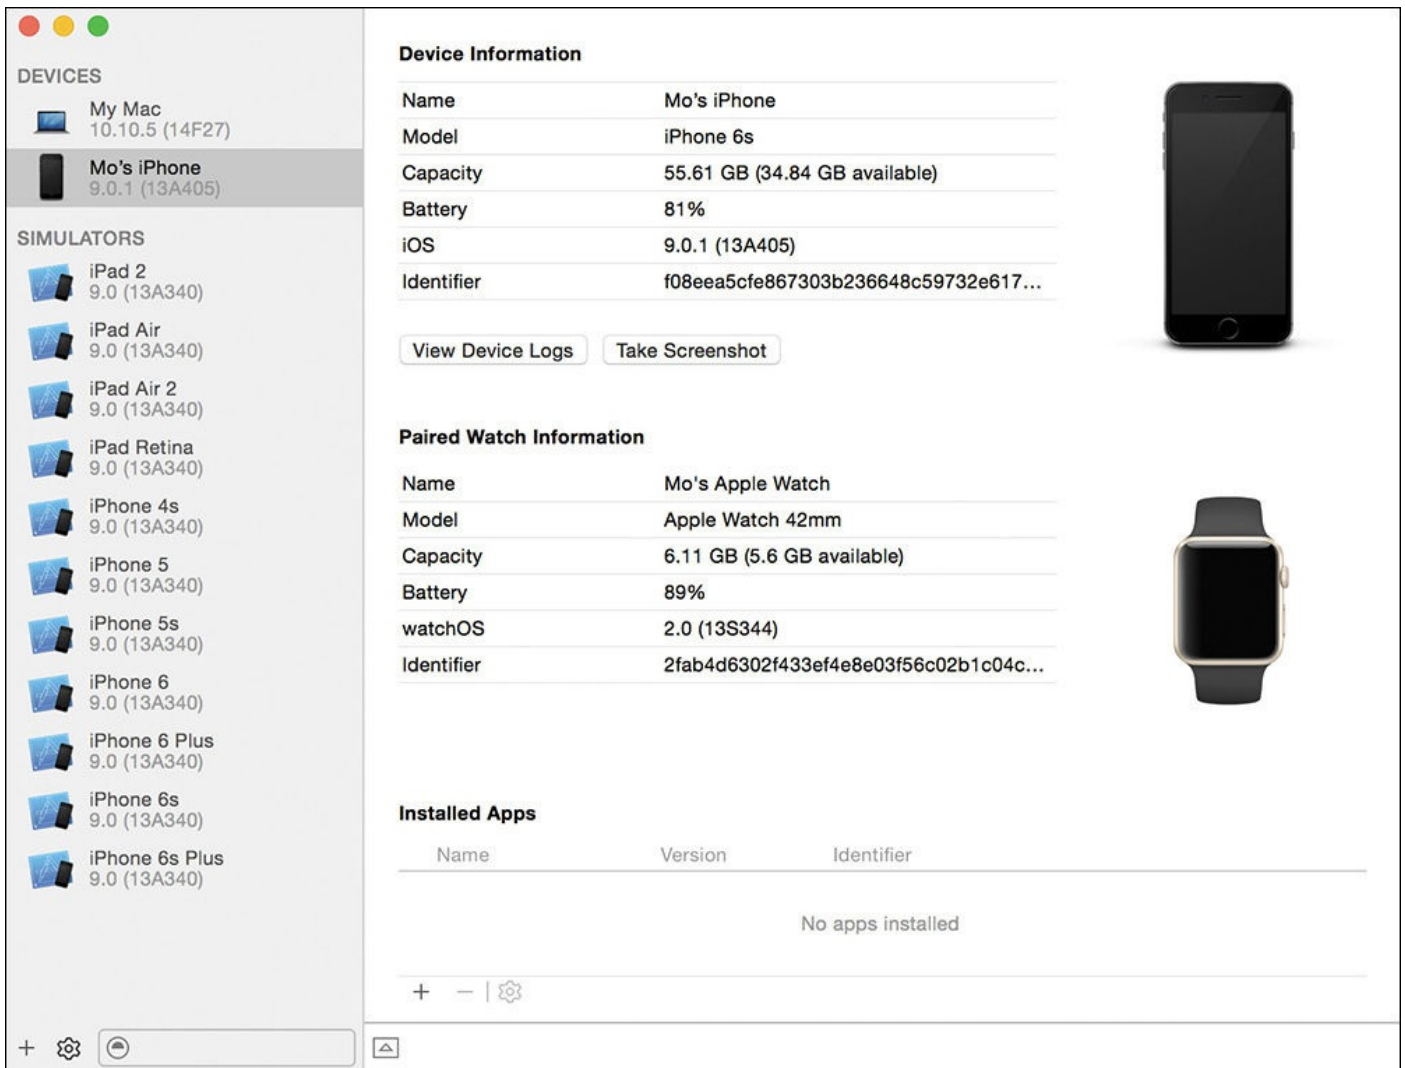 DEVICES
My Mac
10.10.5 (14F27)
Mo’s iPhone
9.0.1 (13A405)
SIMULATORS
iPad 2
9.0 (13A340)
iPad Air
9.0 (13A340)
iPad Air 2
9.0 (13A340)
iPad Retina
9.0 (13A340)
iPhone 4s
9.0 (13A340)
iPhone 5
9.0 (13A340)
iPhone 5s
9.0 (13A340)
iPhone 6
9.0 (13A340)
iPhone 6 Plus
9.0 (13A340)
iPhone 6s
9.0 (13A340)
iPhone 6s Plus
9.0 (13A340)
Device Information
Name Mo’s iPhone
Model iPhone 6s
Capacity 55.61 GB (34.84 GB available)
Battery 81%
iOS 9.0.1 (13A405)
Identifier f08eea5cfe867303b236648c59732e617...
View Device Logs Take Screenshot
Paired Watch Information
Name Mo's Apple Watch
Model Apple Watch 42mm
Capacity 6.11 GB (5.6 GB available)
Battery 89%
watchOS 2.0 (13S344)
Identifier 2fab4d6302f433ef4e8e03f56c02b1c04c...
Installed Apps
Name Version Identifier
No apps installed